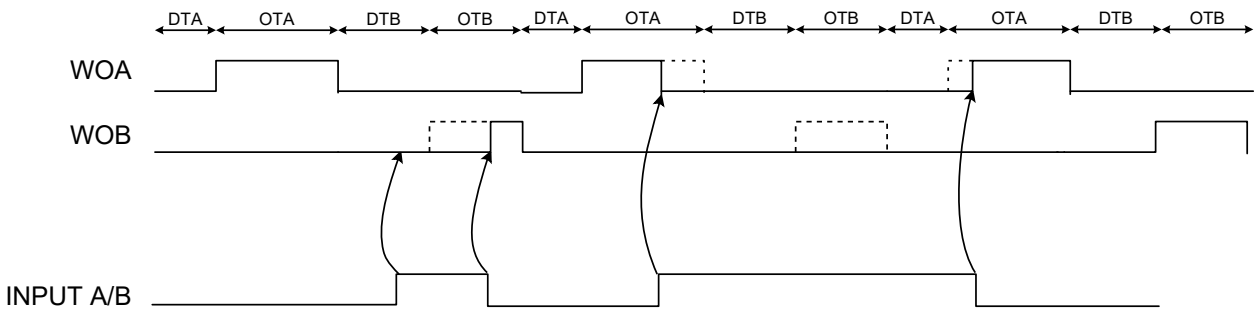 DTA OTA DTB OTB DTA OTA DTB OTB DTA OTA DTB OTB
WOA
WOB
INPUT A/B